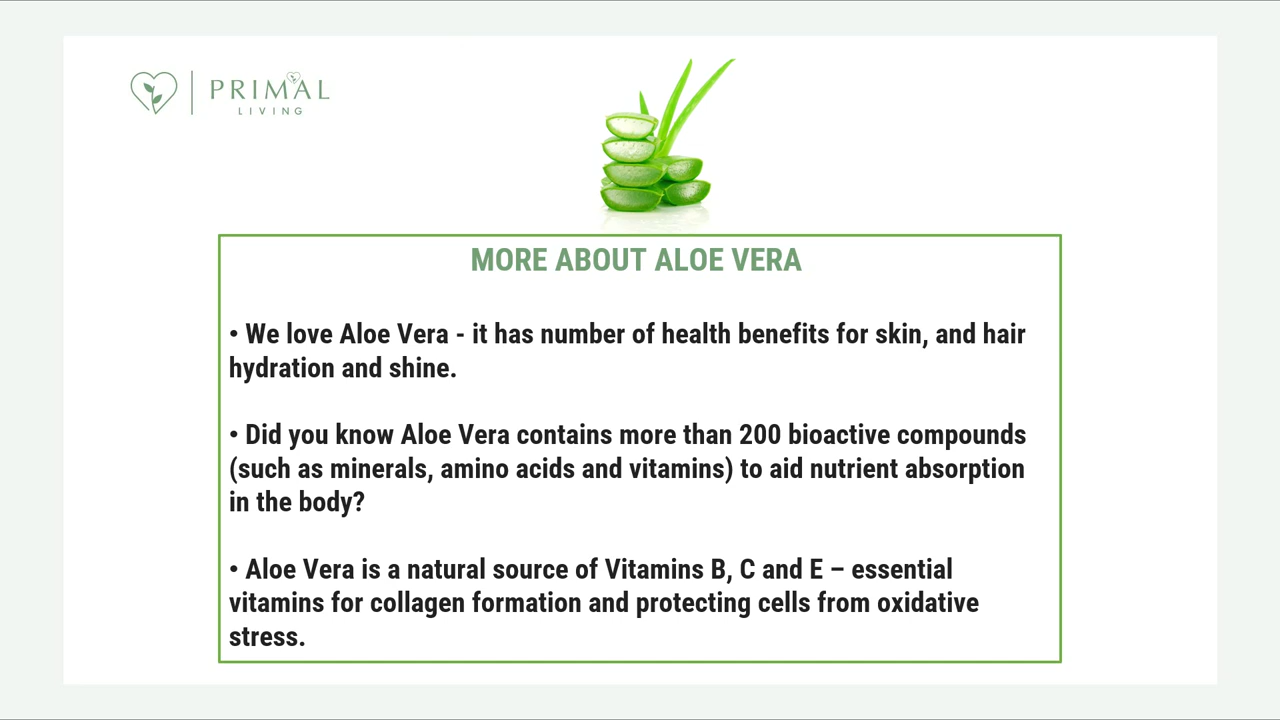 PRIMAL
LIVING
MORE ABOUT ALOE VERA
• We love Aloe Vera - it has number of health benefits for skin, and hair
hydration and shine.
• Did you know Aloe Vera contains more than 200 bioactive compounds
(such as minerals, amino acids and vitamins) to aid nutrient absorption
in the body?
• Aloe Vera is a natural source of Vitamins B, C and E – essential
vitamins for collagen formation and protecting cells from oxidative
stress.